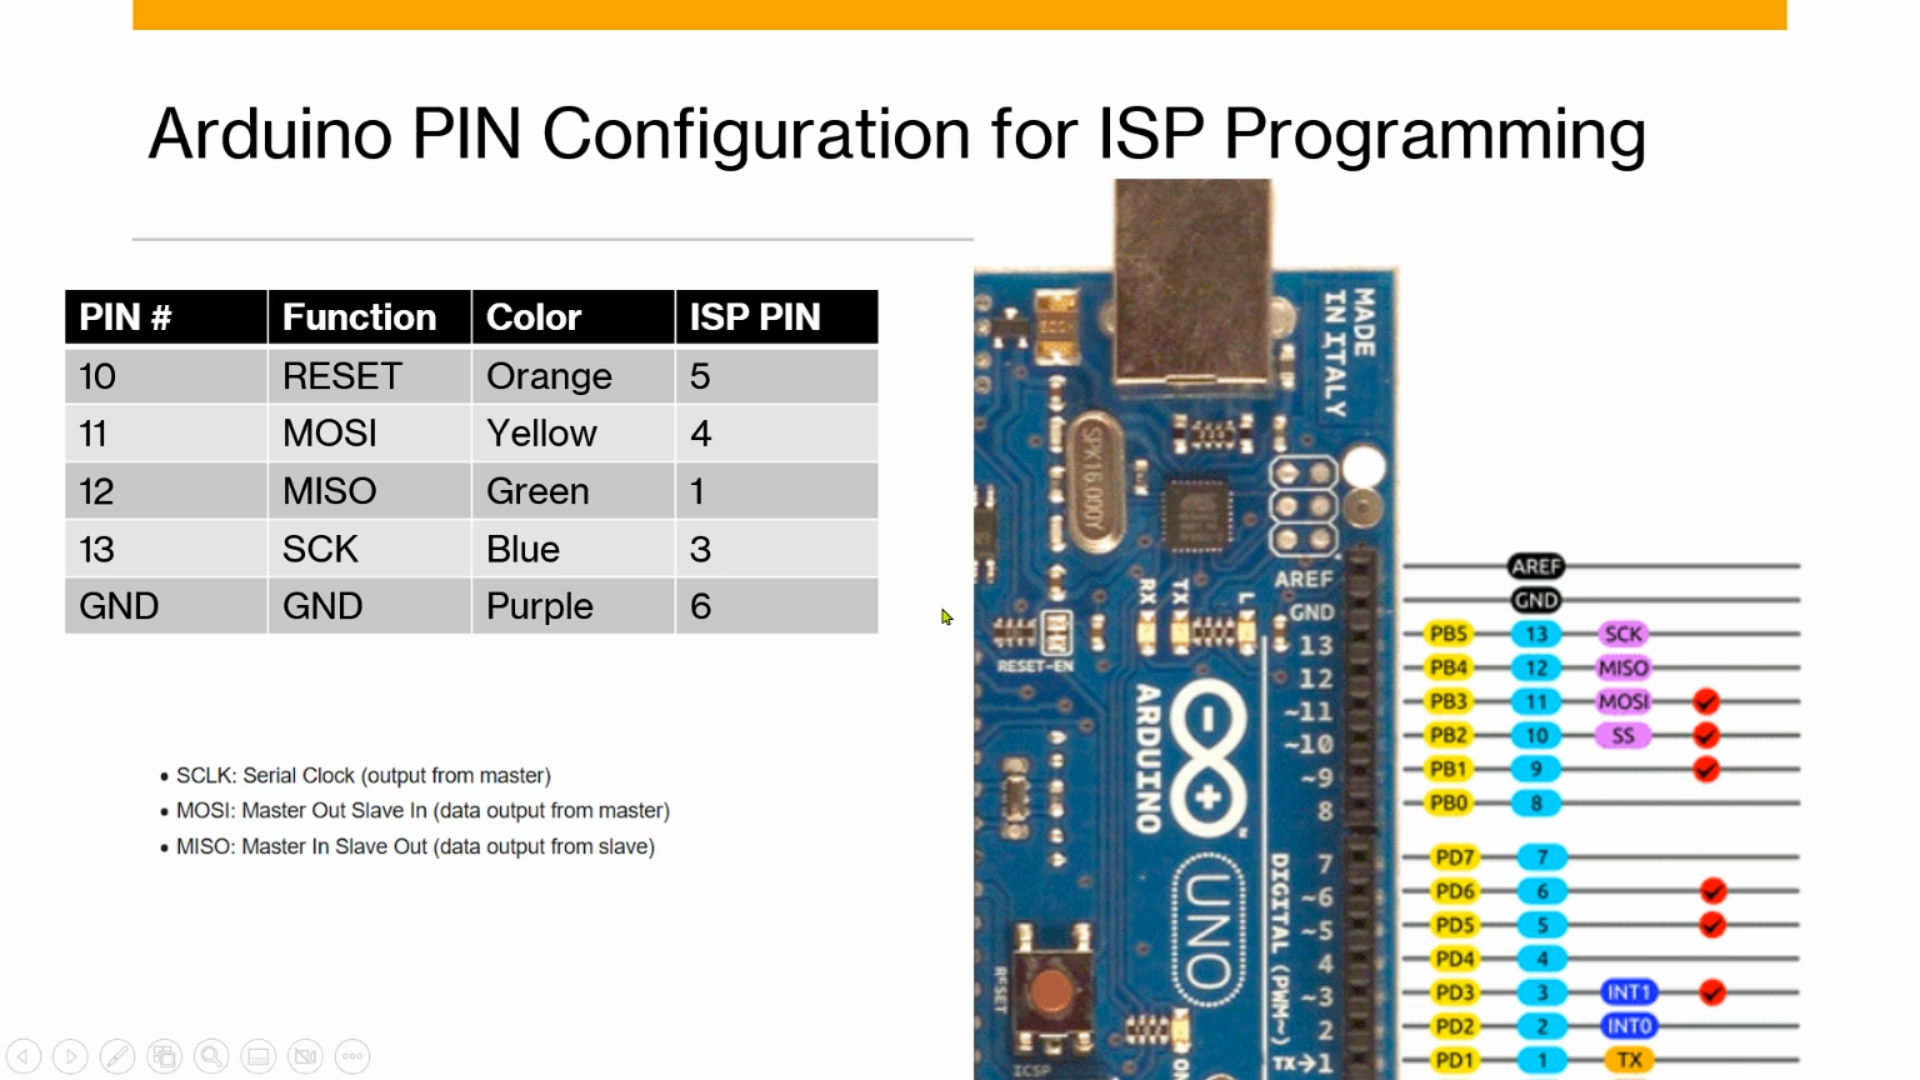 Arduino PIN Configuration for ISP Programming
PIN # Function Color ISP PIN
10 RESET Orange 5
11 MOSI Yellow 4
12 MISO Green 1
13 SCK Blue 3
GND GND Purple 6
• SCLK: Serial Clock (output from master)
• MOSI: Master Out Slave In (data output from master)
• MISO: Master In Slave Out (data output from slave)
MADE
IN ITALY
SPK16.000Y
RX
TX
L
RESET-EN
AREF
GND
13
12
~11
~10
~9
8
7
~6
~5
4
~3
2
TX→1
ARDUINO
UNO
DIGITAL (PWM~)
RESET
ICSP
ON
AREF
GND
PB5 13 SCK
PB4 12 MISO
PB3 11 MOSI
PB2 10 SS
PB1 9
PB0 8
PD7 7
PD6 6
PD5 5
PD4 4
PD3 3 INT1
PD2 2 INT0
PD1 1 TX